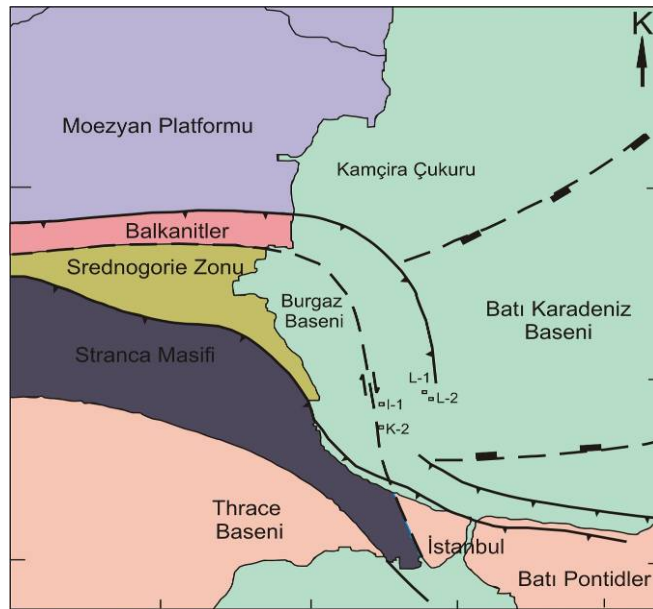 K
Moezyan Platformu
Kamçira Çukuru
Balkanitler
Srednogorie Zonu
Burgaz
Baseni
Batı Karadeniz
Baseni
Stranca Masifi
L-1
L-2
I-1
K-2
Thrace
Baseni
İstanbul
Batı Pontidler